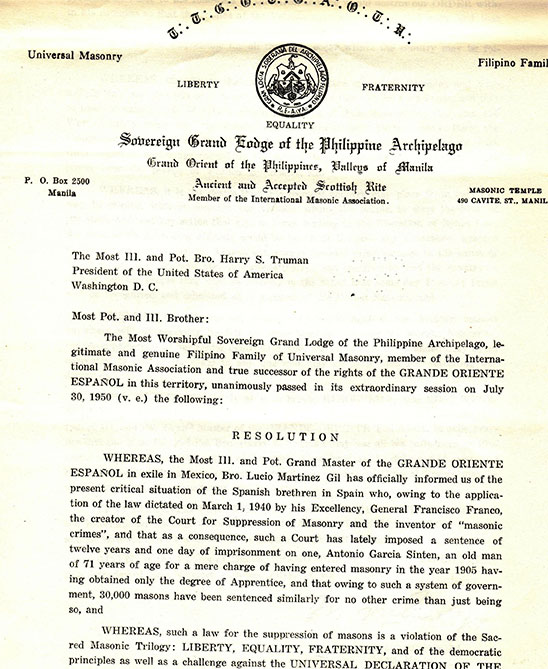 T∴ T∴ G∴ O∴ T∴ G∴ A∴ O∴ T∴ U∴
Universal Masonry
Filipino Famil
LIBERTY
FRATERNITY
GRAN LOGIA SOBERANA DEL ARCHIPIELAGO FILIPINO
EQUALITY
Sovereign Grand Lodge of the Philippine Archipelago
Grand Orient of the Philippines, Valleys of Manila
P. O. Box 2500
Manila
Ancient and Accepted Scottish Rite
Member of the International Masonic Association.
MASONIC TEMPLE
490 CAVITE, ST., MANIL
The Most Ill. and Pot. Bro. Harry S. Truman
President of the United States of America
Washington D. C.
Most Pot. and Ill. Brother:
The Most Worshipful Sovereign Grand Lodge of the Philippine Archipelago, le-
gitimate and genuine Filipino Family of Universal Masonry, member of the Interna-
tional Masonic Association and true successor of the rights of the GRANDE ORIENTE
ESPAÑOL in this territory, unanimously passed in its extraordinary session on July
30, 1950 (v. e.) the following:
RESOLUTION
WHEREAS, the Most Ill. and Pot. Grand Master of the GRANDE ORIENTE
ESPAÑOL in exile in Mexico, Bro. Lucio Martinez Gil has officially informed us of the
present critical situation of the Spanish brethren in Spain who, owing to the applica-
tion of the law dictated on March 1, 1940 by his Excellency, General Francisco Franco,
the creator of the Court for Suppression of Masonry and the inventor of "masonic
crimes", and that as a consequence, such a Court has lately imposed a sentence of
twelve years and one day of imprisonment on one, Antonio Garcia Sinten, an old man
of 71 years of age for a mere charge of having entered masonry in the year 1905 hav-
ing obtained only the degree of Apprentice, and that owing to such a system of govern-
ment, 30,000 masons have been sentenced similarly for no other crime than just being
so, and
WHEREAS, such a law for the suppression of masons is a violation of the Sac-
red Masonic Trilogy: LIBERTY, EQUALITY, FRATERNITY, and of the democratic
principles as well as a challenge against the UNIVERSAL DECLARATION OF THE